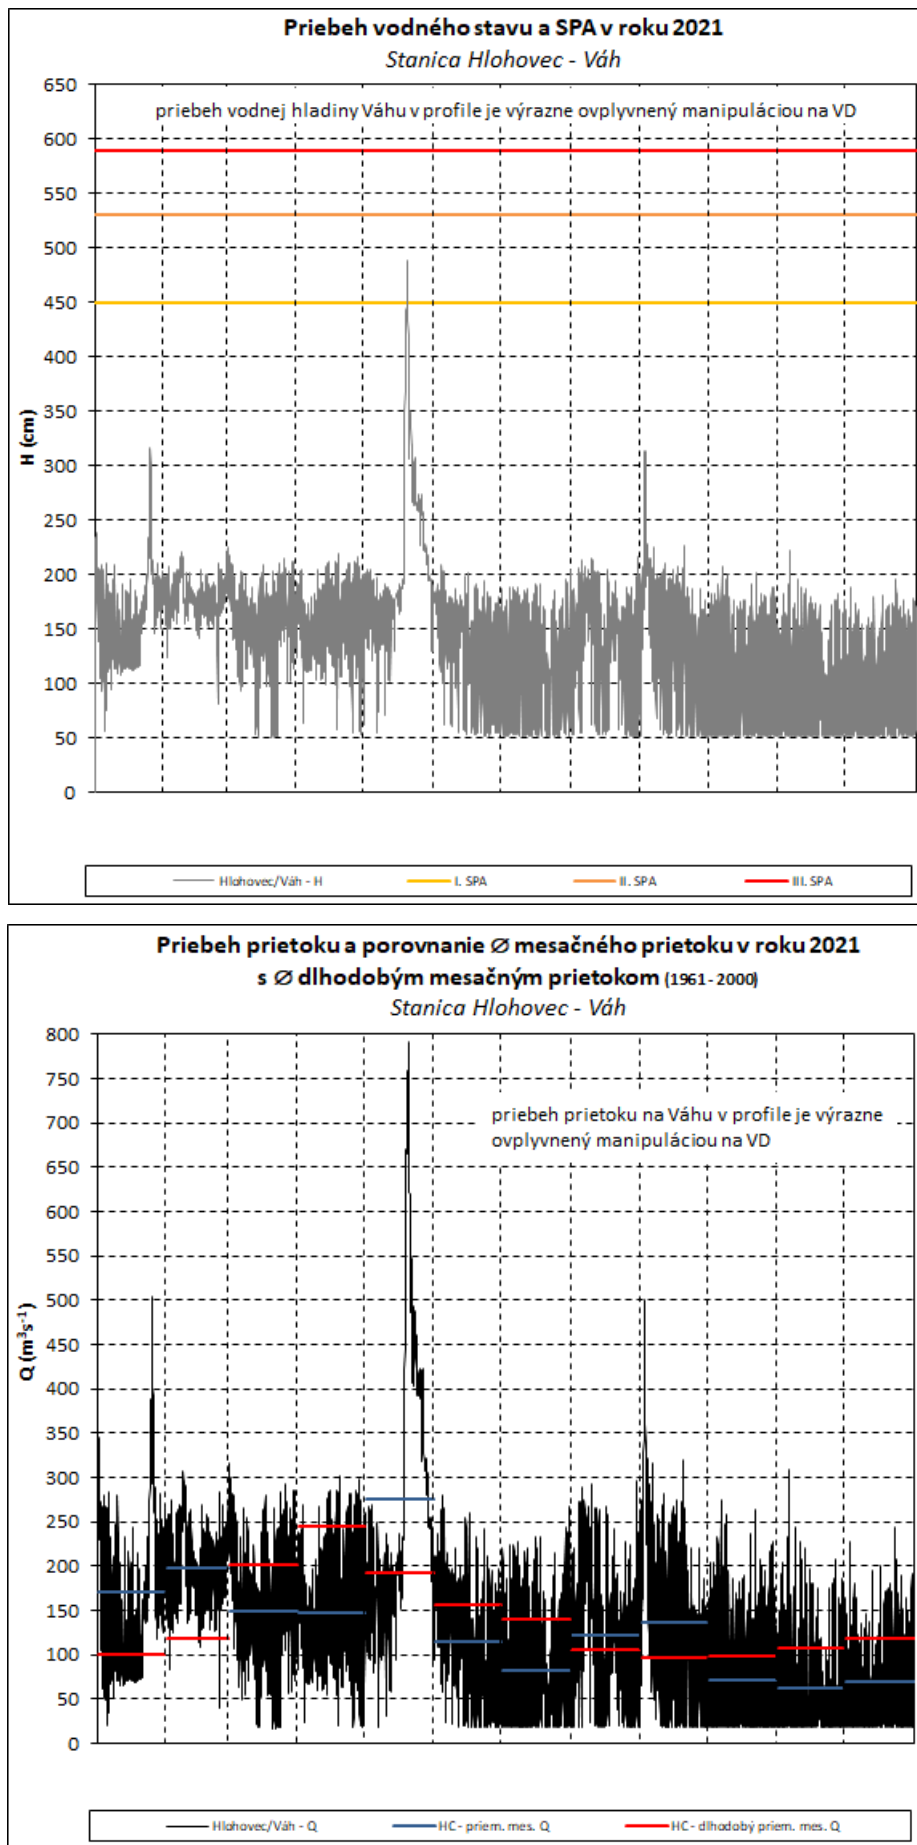 Priebeh vodného stavu a SPA v roku 2021
Stanica Hlohovec - Váh
priebeh vodnej hladiny Váhu v profile je výrazne ovplyvnený manipuláciou na VD
650
600
550
500
450
400
350
300
250
200
150
100
50
0
H (cm)
Hlohovec/Váh - H
I. SPA
II. SPA
III. SPA
Priebeh prietoku a porovnanie Ø mesačného prietoku v roku 2021
s Ø dlhodobým mesačným prietokom (1961 - 2000)
Stanica Hlohovec - Váh
priebeh prietoku na Váhu v profile je výrazne
ovplyvnený manipuláciou na VD
800
750
700
650
600
550
500
450
400
350
300
250
200
150
100
50
0
Q (m³s⁻¹)
Hlohovec/Váh - Q
HC - priem. mes. Q
HC - dlhodobý priem. mes. Q